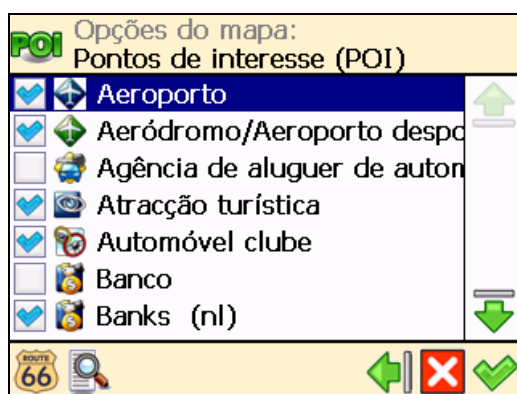 POI
Opções do mapa:
Pontos de interesse (POI)
Aeroporto
Aeródromo/Aeroporto despo
Agência de aluguer de auton
Atracção turística
Automóvel clube
Banco
Banks (nl)
ROUTE
66